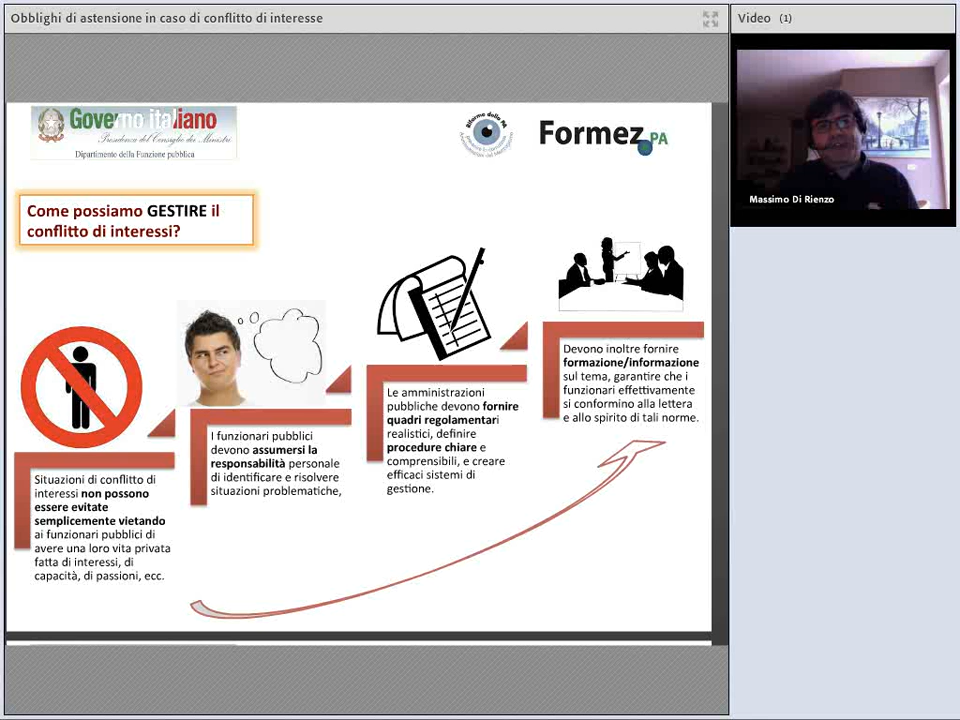 Obblighi di astensione in caso di conflitto di interesse
Video (1)
Governo italiano
Presidenza del Consiglio dei Ministri
Dipartimento della Funzione pubblica
Riforme delle PA
Formez PA
Massimo Di Rienzo
Come possiamo GESTIRE il
conflitto di interessi?
Situazioni di conflitto di
interessi non possono
essere evitate
semplicemente vietando
ai funzionari pubblici di
avere una loro vita privata
fatta di interessi, di
capacità, di passioni, ecc.
I funzionari pubblici
devono assumersi la
responsabilità personale
di identificare e risolvere
situazioni problematiche,
Le amministrazioni
pubbliche devono fornire
quadri regolamentari
realistici, definire
procedure chiare e
comprensibili, e creare
efficaci sistemi di
gestione.
Devono inoltre fornire
formazione/informazione
sul tema, garantire che i
funzionari effettivamente
si conformino alla lettera
e allo spirito di tali norme.